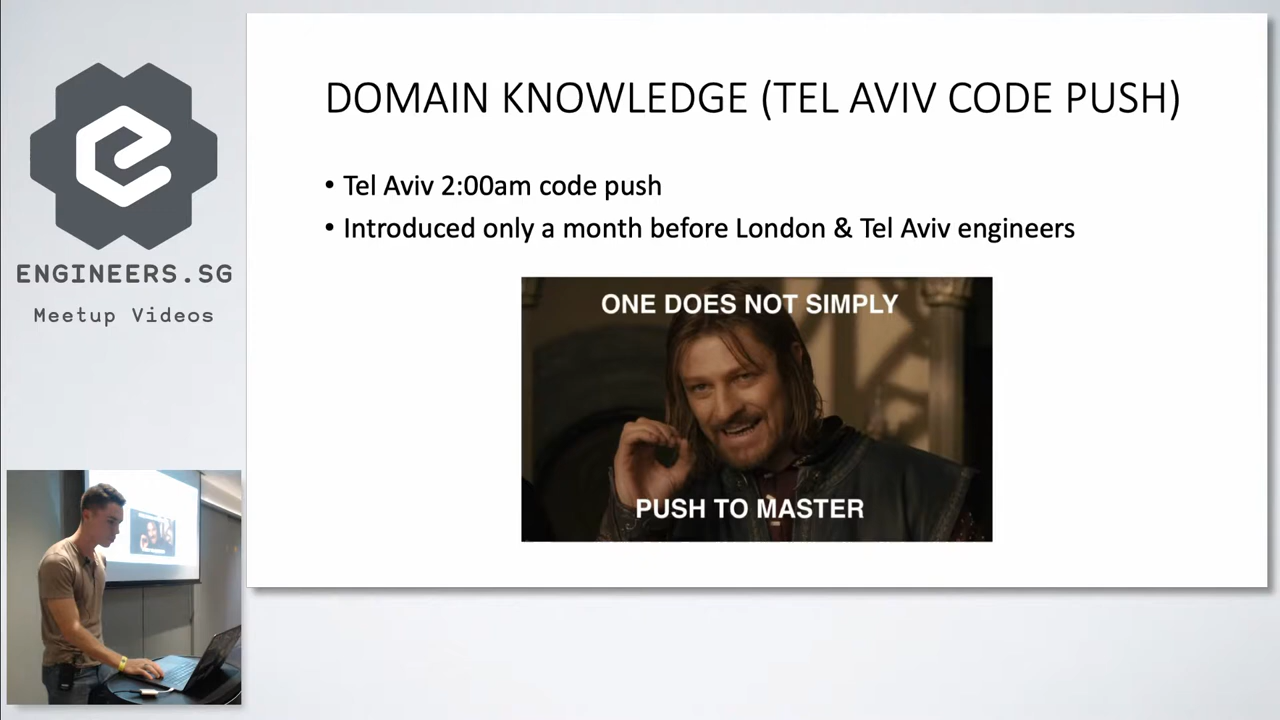 DOMAIN KNOWLEDGE (TEL AVIV CODE PUSH)
• Tel Aviv 2:00am code push
• Introduced only a month before London & Tel Aviv engineers
ONE DOES NOT SIMPLY
PUSH TO MASTER
ENGINEERS.SG
Meetup Videos